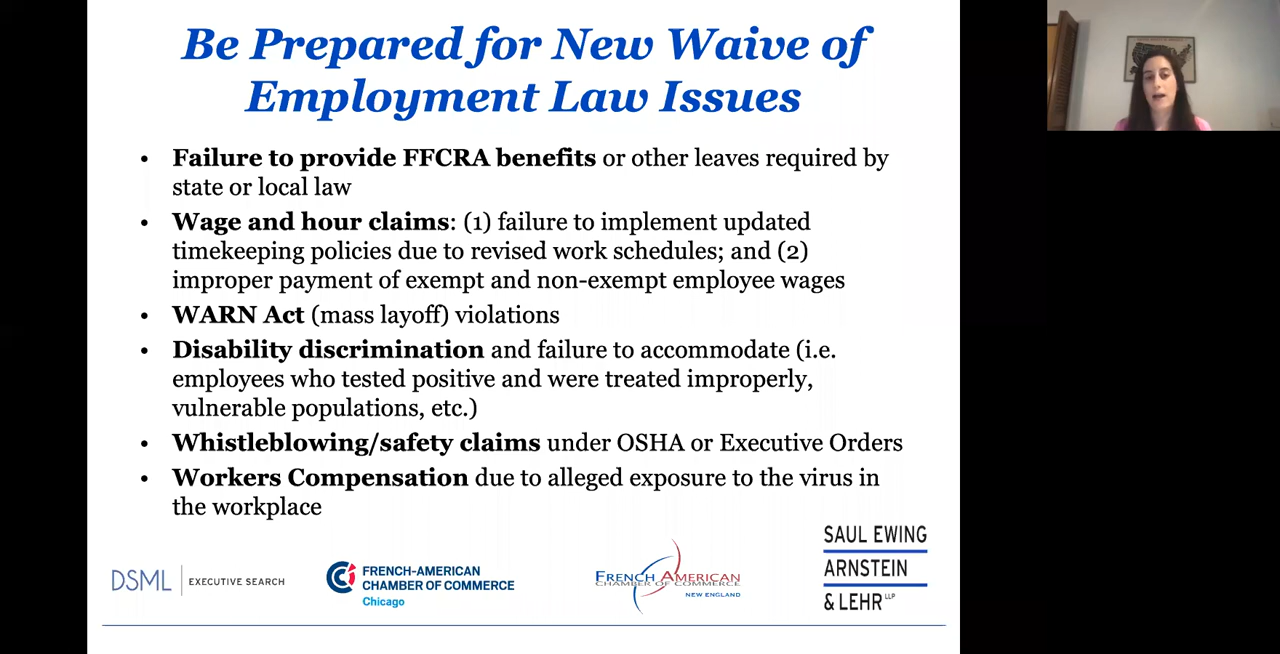 Be Prepared for New Waive of
Employment Law Issues
• Failure to provide FFCRA benefits or other leaves required by
state or local law
• Wage and hour claims: (1) failure to implement updated
timekeeping policies due to revised work schedules; and (2)
improper payment of exempt and non-exempt employee wages
• WARN Act (mass layoff) violations
• Disability discrimination and failure to accommodate (i.e.
employees who tested positive and were treated improperly,
vulnerable populations, etc.)
• Whistleblowing/safety claims under OSHA or Executive Orders
• Workers Compensation due to alleged exposure to the virus in
the workplace
DSML EXECUTIVE SEARCH
FRENCH-AMERICAN
CHAMBER OF COMMERCE
Chicago
FRENCH AMERICAN
CHAMBER OF COMMERCE
NEW ENGLAND
SAUL EWING
ARNSTEIN
& LEHR LLP